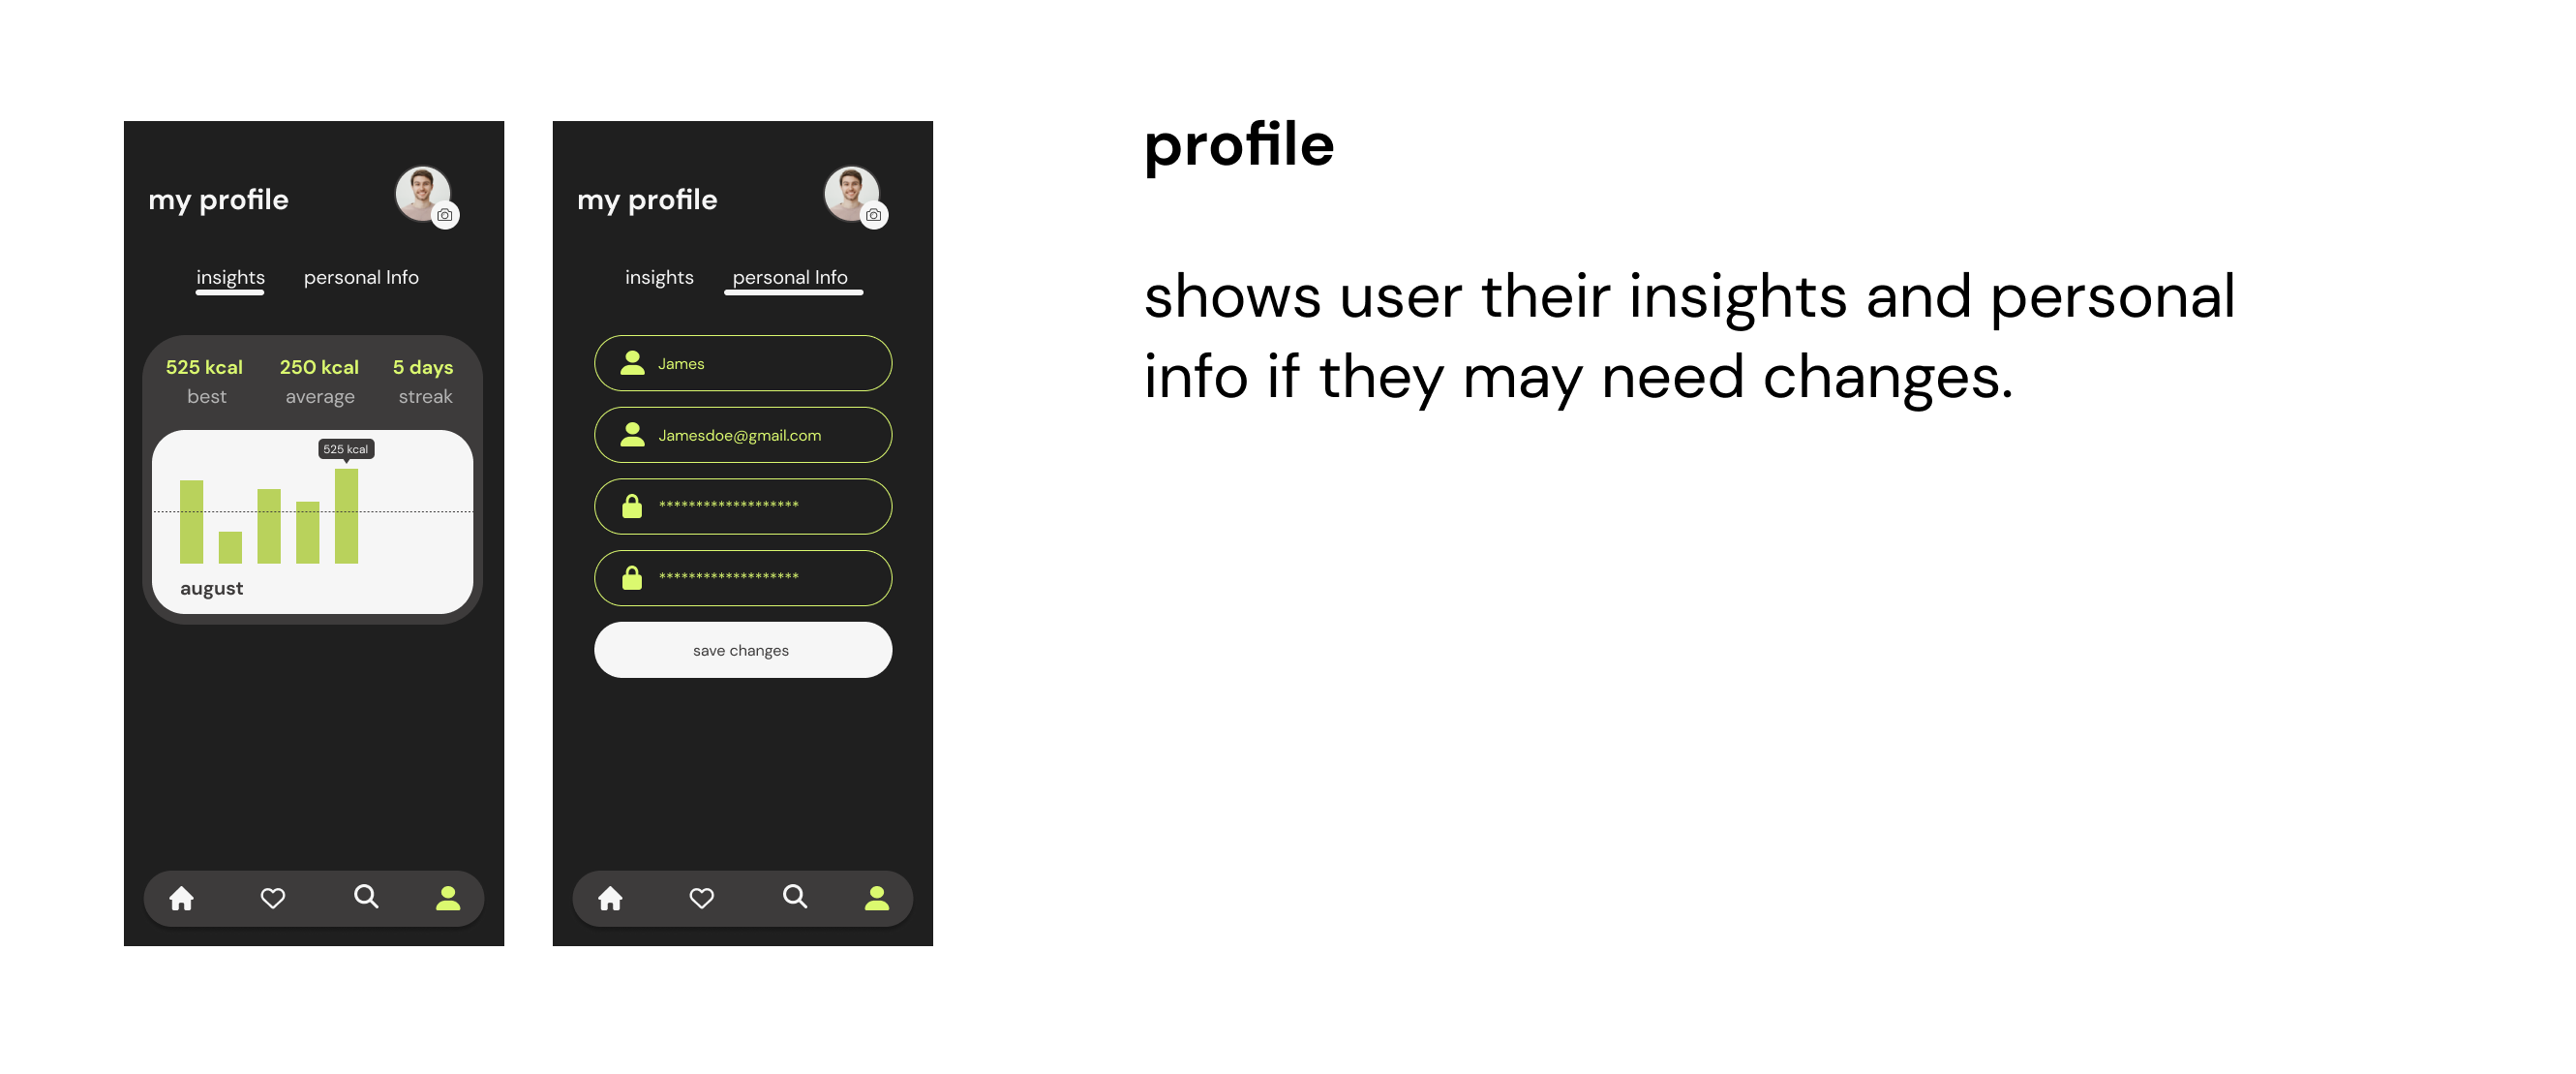 my profile
insights personal Info
525 kcal 250 kcal 5 days
best average streak
525 kcal
august
my profile
insights personal Info
James
Jamesdoe@gmail.com
*******************
*******************
save changes
profile
shows user their insights and personal
info if they may need changes.